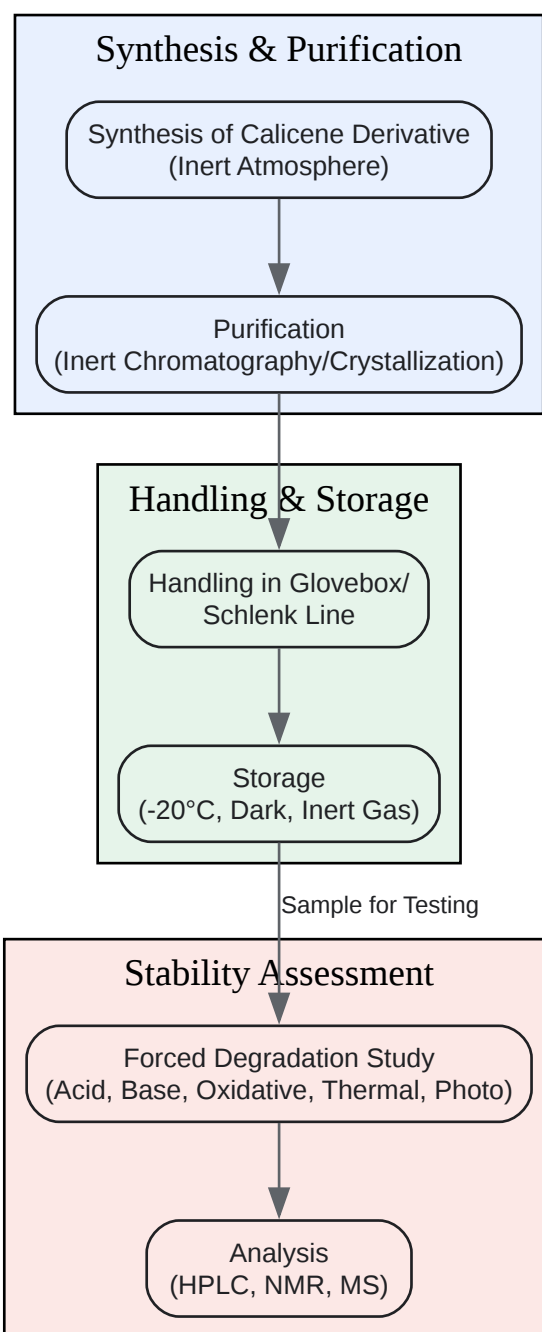 Synthesis & Purification
Synthesis of Calicene Derivative
(Inert Atmosphere)
Purification
(Inert Chromatography/Crystallization)
Handling & Storage
Handling in Glovebox/
Schlenk Line
Storage
(-20°C, Dark, Inert Gas)
Sample for Testing
Stability Assessment
Forced Degradation Study
(Acid, Base, Oxidative, Thermal, Photo)
Analysis
(HPLC, NMR, MS)